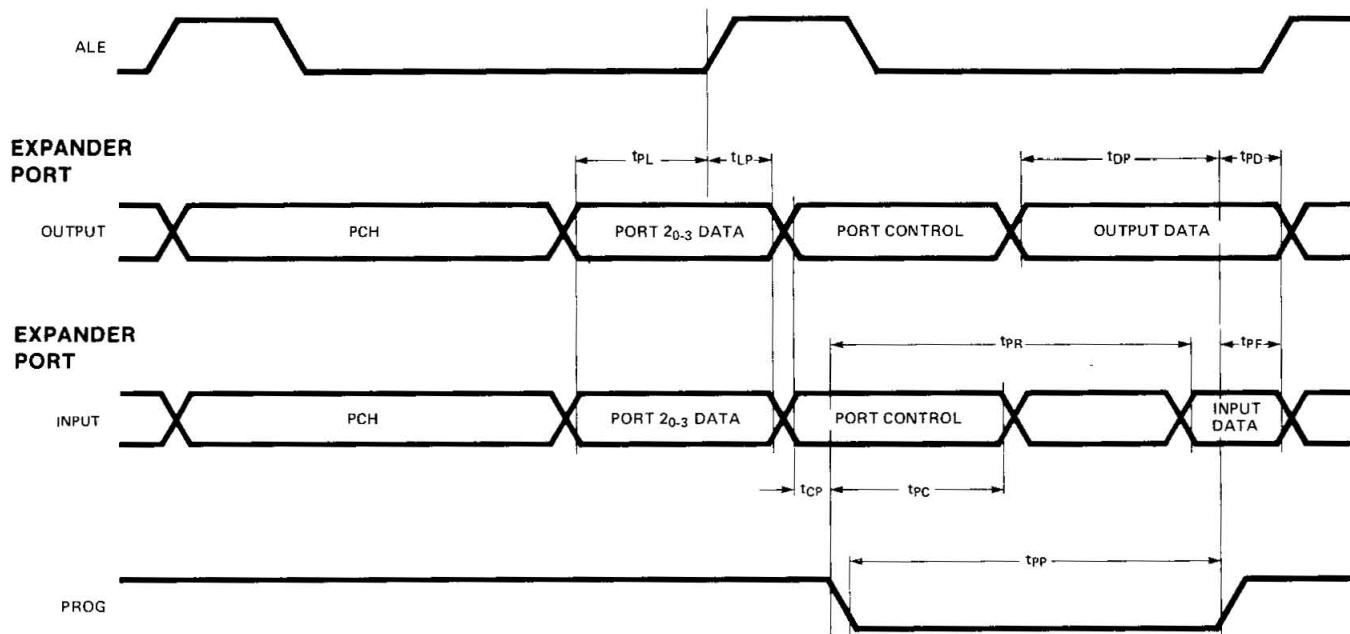 ALE
EXPANDER
PORT
tPL tLP tDP tPD
OUTPUT PCH PORT 20-3 DATA PORT CONTROL OUTPUT DATA
EXPANDER
PORT
tPR tPF
INPUT PCH PORT 20-3 DATA PORT CONTROL INPUT
DATA
tCP tPC
tPP
PROG